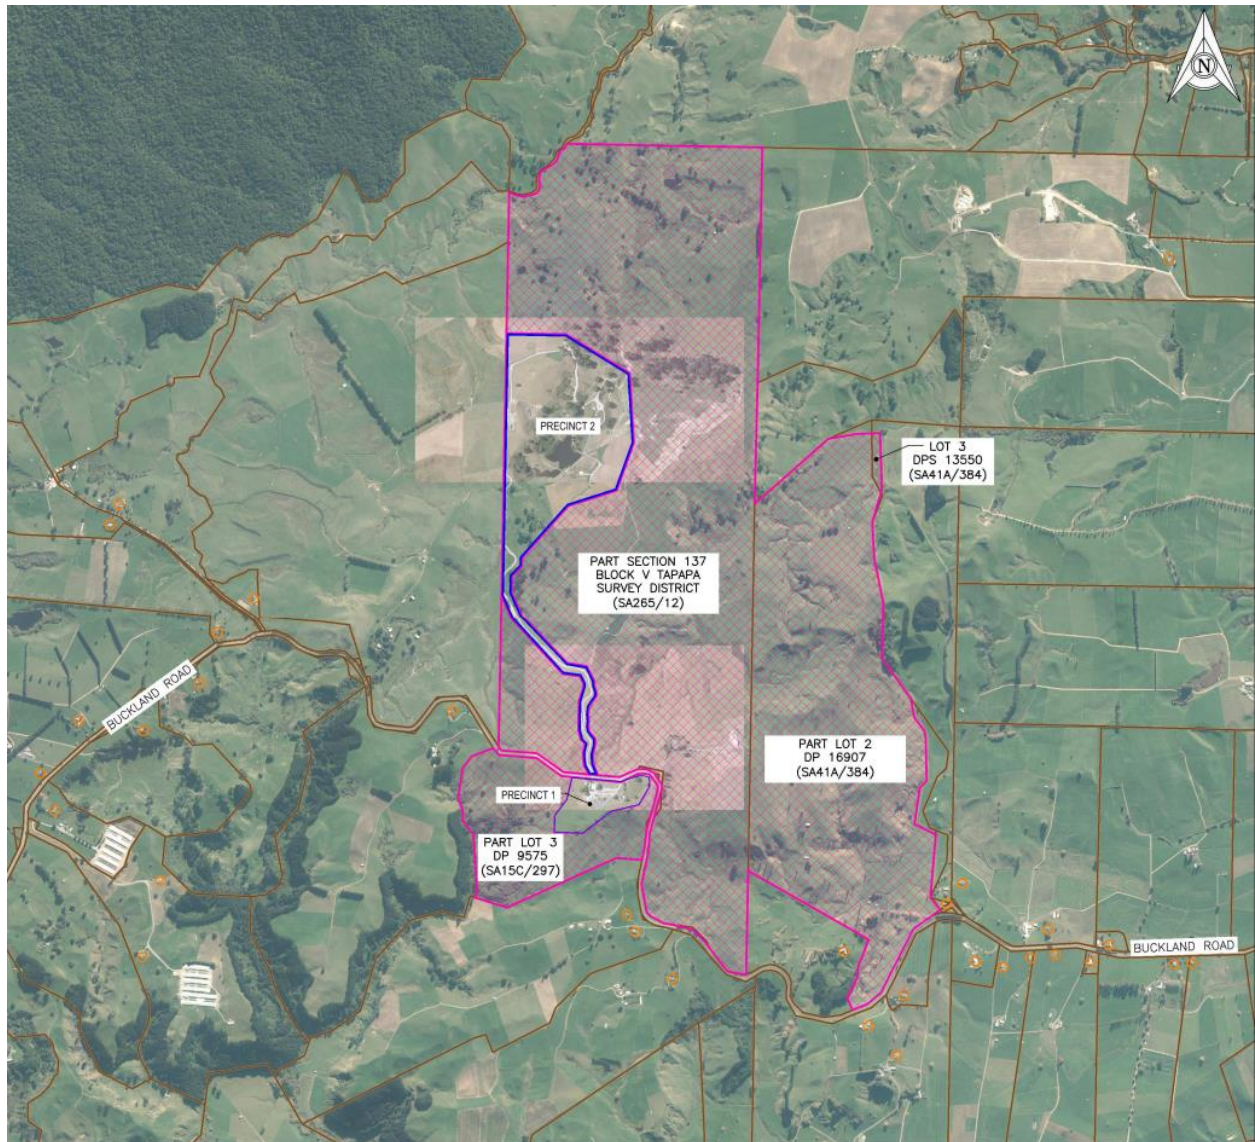 N
LOT 3
DPS 13550
(SA41A/384)
PRECINCT 2
PART SECTION 137
BLOCK V TAPAPA
SURVEY DISTRICT
(SA265/12)
BUCKLAND ROAD
PART LOT 2
DP 16907
(SA41A/384)
PRECINCT 1
PART LOT 3
DP 9575
(SA15C/297)
BUCKLAND ROAD